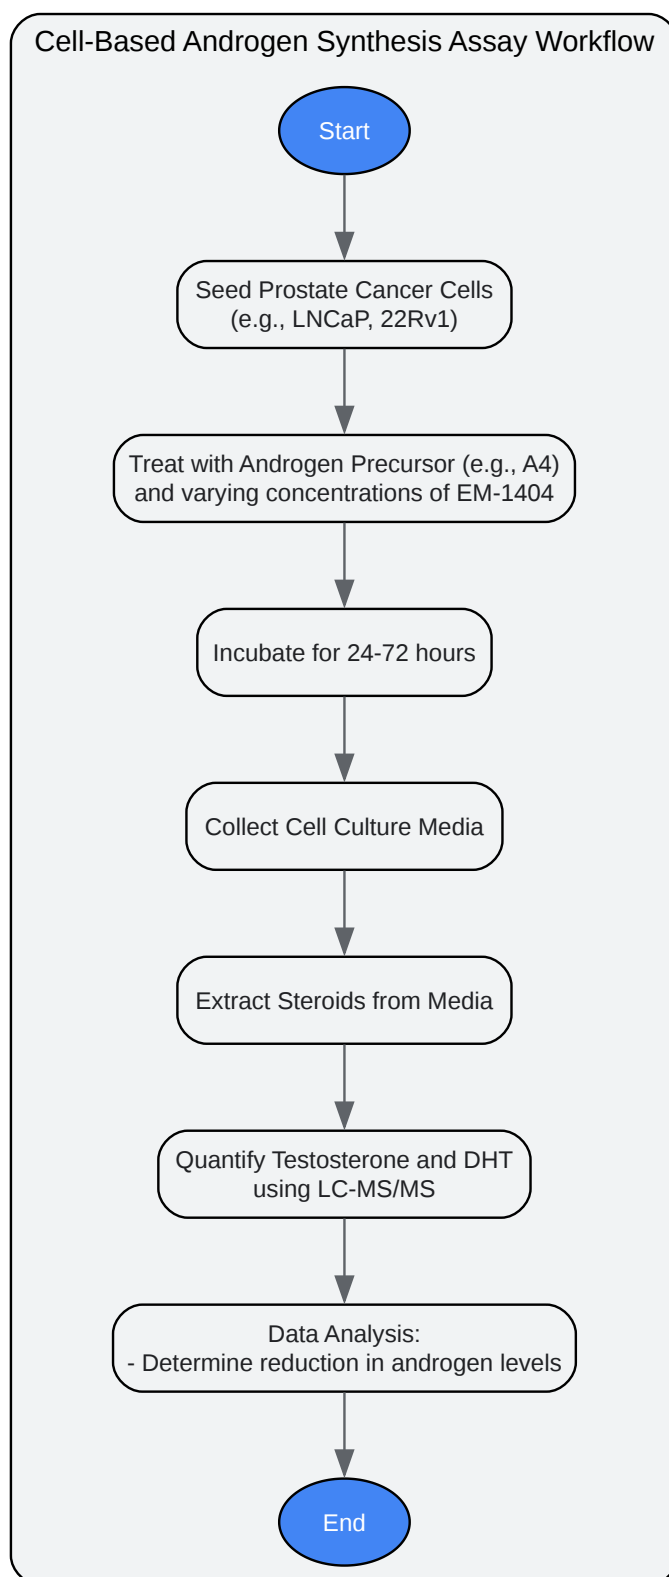 Cell-Based Androgen Synthesis Assay Workflow
Start
Seed Prostate Cancer Cells
(e.g., LNCaP, 22Rv1)
Treat with Androgen Precursor (e.g., A4)
and varying concentrations of EM-1404
Incubate for 24-72 hours
Collect Cell Culture Media
Extract Steroids from Media
Quantify Testosterone and DHT
using LC-MS/MS
Data Analysis:
- Determine reduction in androgen levels
End